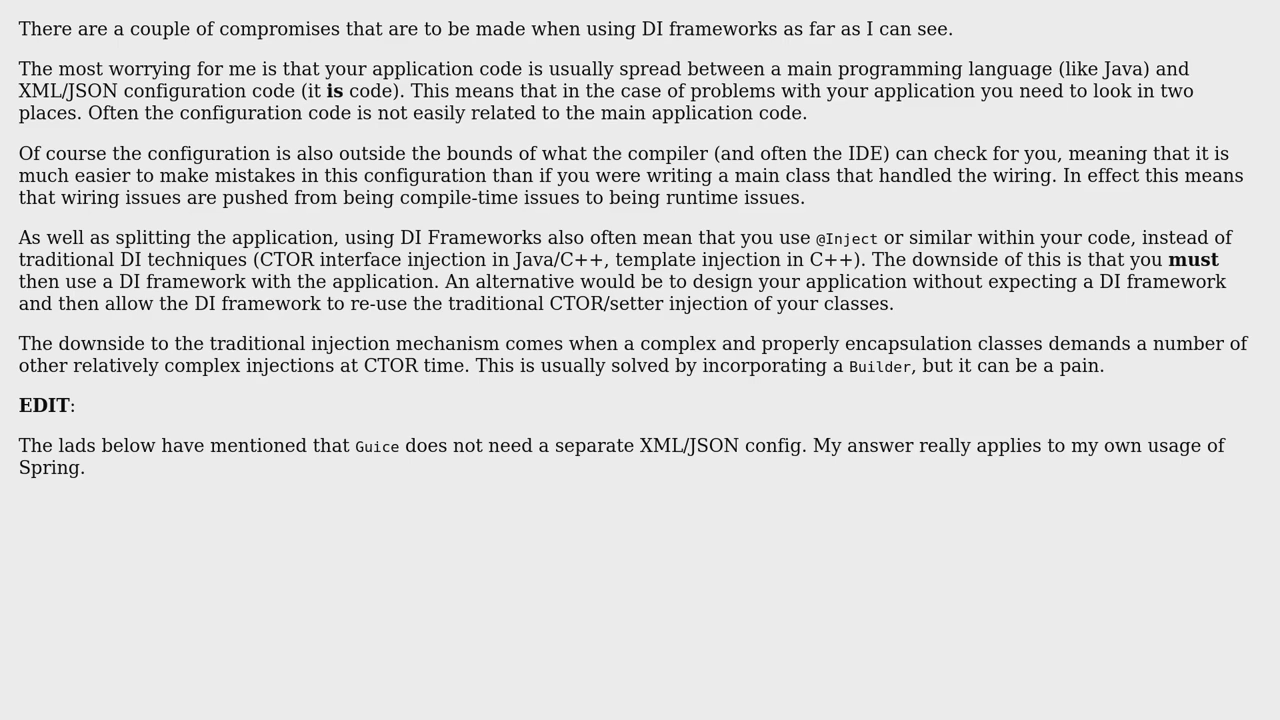 There are a couple of compromises that are to be made when using DI frameworks as far as I can see.
The most worrying for me is that your application code is usually spread between a main programming language (like Java) and
XML/JSON configuration code (it is code). This means that in the case of problems with your application you need to look in two
places. Often the configuration code is not easily related to the main application code.
Of course the configuration is also outside the bounds of what the compiler (and often the IDE) can check for you, meaning that it is
much easier to make mistakes in this configuration than if you were writing a main class that handled the wiring. In effect this means
that wiring issues are pushed from being compile-time issues to being runtime issues.
As well as splitting the application, using DI Frameworks also often mean that you use @Inject or similar within your code, instead of
traditional DI techniques (CTOR interface injection in Java/C++, template injection in C++). The downside of this is that you must
then use a DI framework with the application. An alternative would be to design your application without expecting a DI framework
and then allow the DI framework to re-use the traditional CTOR/setter injection of your classes.
The downside to the traditional injection mechanism comes when a complex and properly encapsulation classes demands a number of
other relatively complex injections at CTOR time. This is usually solved by incorporating a Builder, but it can be a pain.
EDIT:
The lads below have mentioned that Guice does not need a separate XML/JSON config. My answer really applies to my own usage of
Spring.